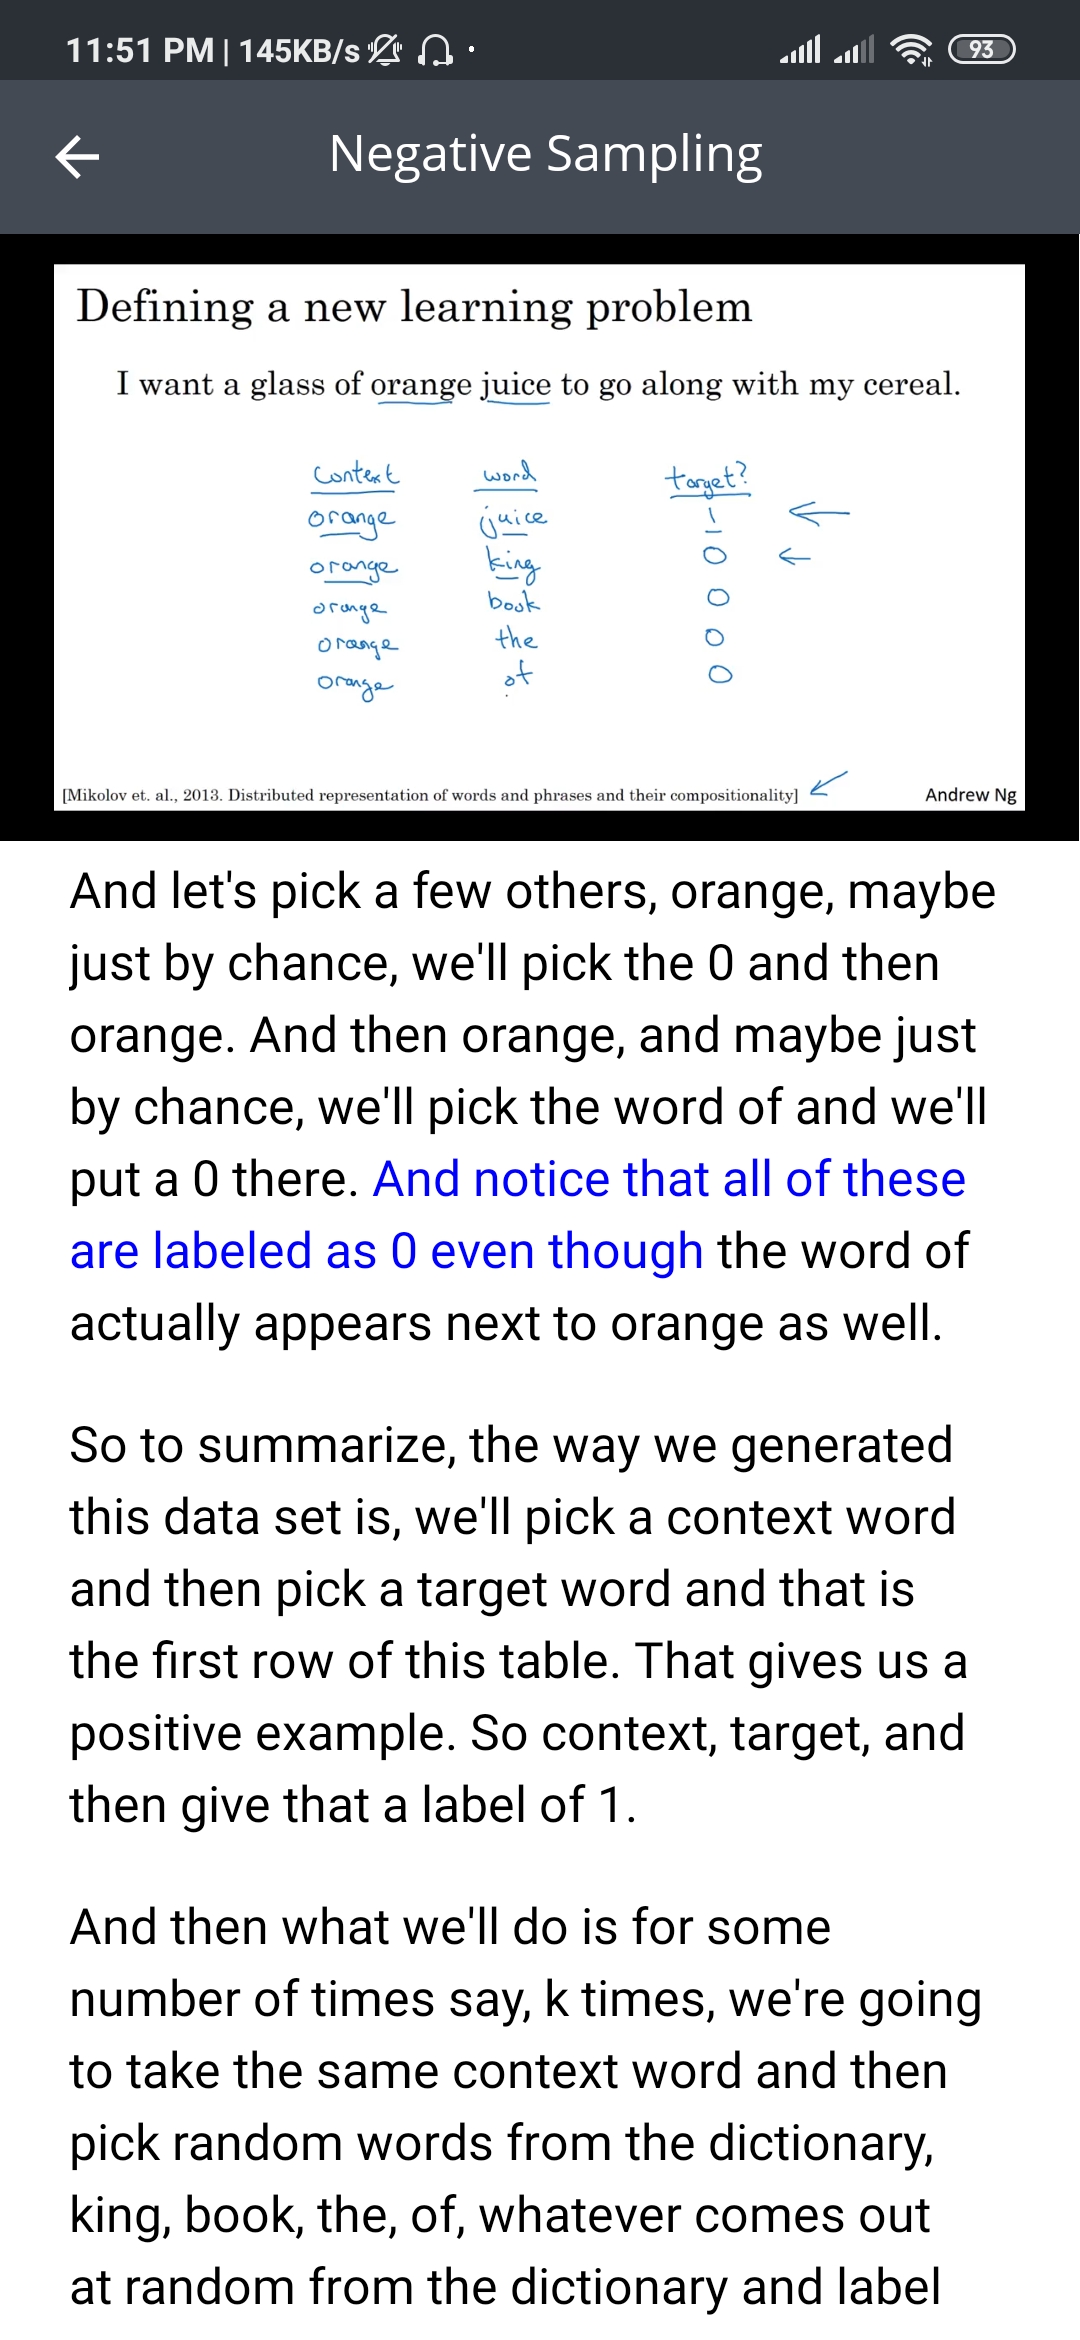 11:51 PM | 145KB/s
93
Negative Sampling
Defining a new learning problem
I want a glass of orange juice to go along with my cereal.
Context word target?
orange juice 1
orange king 0
orange book 0
orange the 0
orange of 0
[Mikolov et. al., 2013. Distributed representation of words and phrases and their compositionality]
Andrew Ng
And let's pick a few others, orange, maybe
just by chance, we'll pick the 0 and then
orange. And then orange, and maybe just
by chance, we'll pick the word of and we'll
put a 0 there. And notice that all of these
are labeled as 0 even though the word of
actually appears next to orange as well.
So to summarize, the way we generated
this data set is, we'll pick a context word
and then pick a target word and that is
the first row of this table. That gives us a
positive example. So context, target, and
then give that a label of 1.
And then what we'll do is for some
number of times say, k times, we're going
to take the same context word and then
pick random words from the dictionary,
king, book, the, of, whatever comes out
at random from the dictionary and label